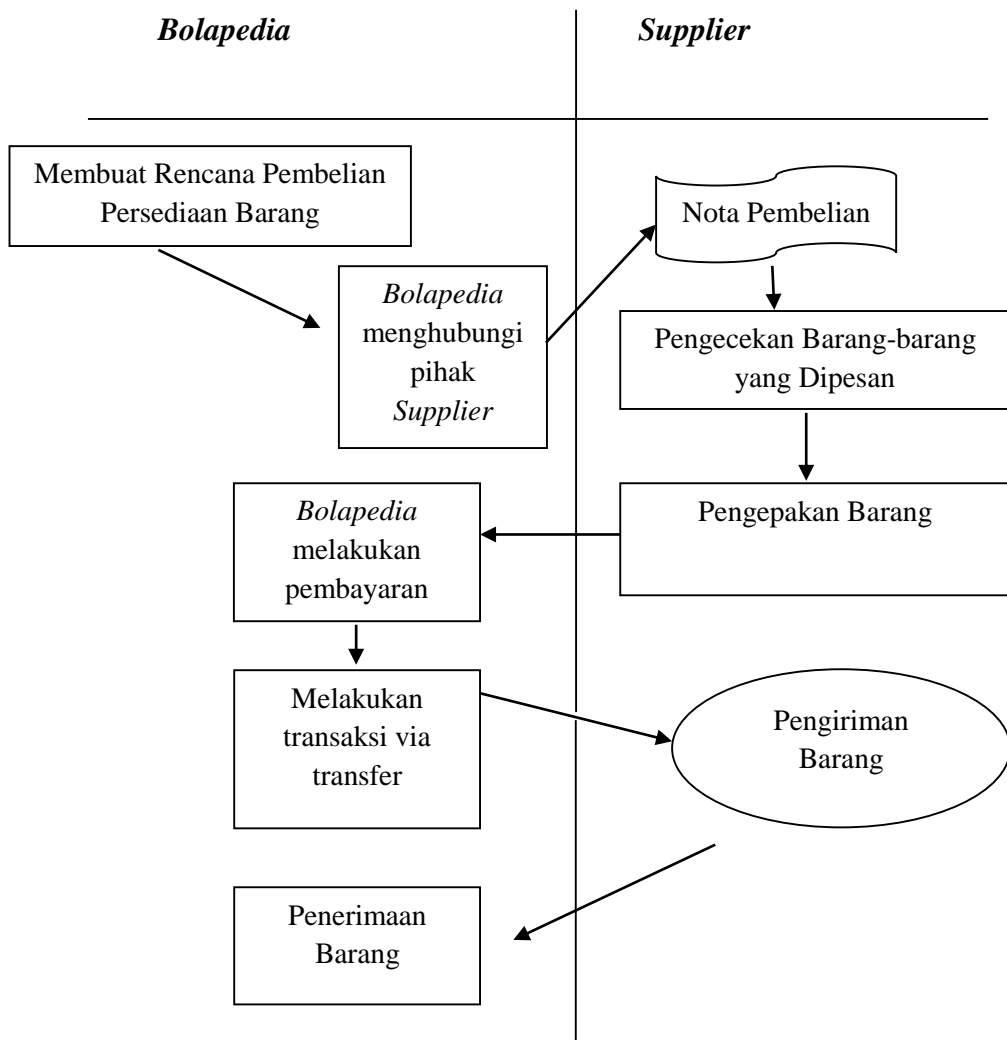 Bolapedia
Supplier
Membuat Rencana Pembelian
Persediaan Barang
Nota Pembelian
Bolapedia
menghubungi
pihak
Supplier
Pengecekan Barang-barang
yang Dipesan
Bolapedia
melakukan
pembayaran
Pengepakan Barang
Melakukan
transaksi via
transfer
Pengiriman
Barang
Penerimaan
Barang